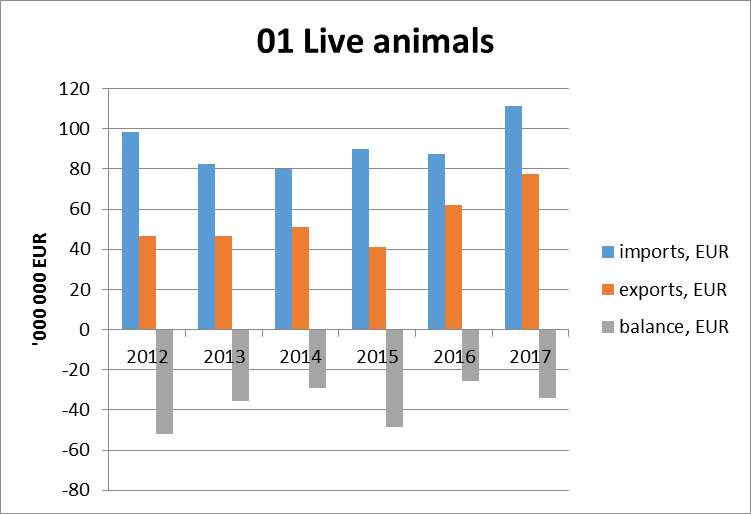 01 Live animals
120
100
80
60
40
20
0
-20
-40
-60
-80
'000 000 EUR
2012 2013 2014 2015 2016 2017
imports, EUR
exports, EUR
balance, EUR